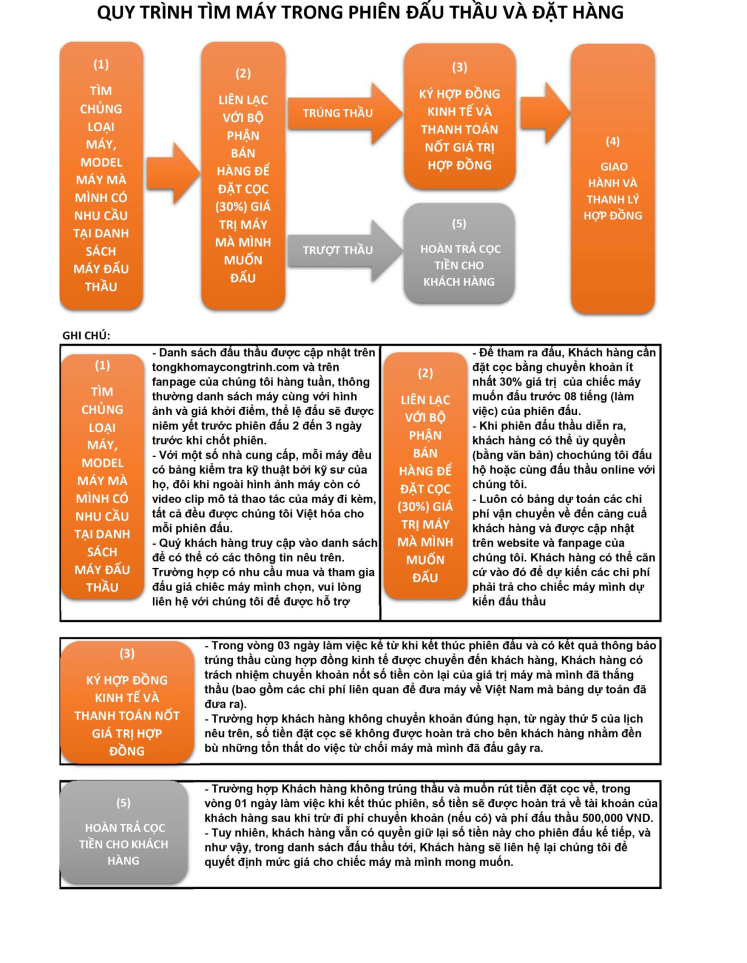 QUY TRÌNH TÌM MÁY TRONG PHIÊN ĐẤU THẦU VÀ ĐẶT HÀNG
(1)
TÌM
CHỦNG
LOẠI
MÁY,
MODEL
MÁY MÀ
MÌNH CÓ
NHU CẦU
TẠI DANH
SÁCH
MÁY ĐẤU
THẦU
(2)
LIÊN LẠC
VỚI BỘ
PHẬN
BÁN
HÀNG ĐỂ
ĐẶT CỌC
(30%) GIÁ
TRỊ MÁY
MÀ MÌNH
MUỐN
ĐẤU
TRÚNG THẦU
(3)
KÝ HỢP ĐỒNG
KINH TẾ VÀ
THANH TOÁN
NỐT GIÁ TRỊ
HỢP ĐỒNG
(4)
GIAO
HÀNH VÀ
THANH LÝ
HỢP ĐỒNG
TRƯỢT THẦU
(5)
HOÀN TRẢ CỌC
TIỀN CHO
KHÁCH HÀNG
GHI CHÚ:
(1)
TÌM
CHỦNG
LOẠI
MÁY,
MODEL
MÁY MÀ
MÌNH CÓ
NHU CẦU
TẠI DANH
SÁCH
MÁY ĐẤU
THẦU
- Danh sách đấu thầu được cập nhật trên
tongkhomaycongtrinh.com và trên
fanpage của chúng tôi hàng tuần, thông
thường danh sách máy cùng với hình
ảnh và giá khởi điểm, thể lệ đấu sẽ được
niêm yết trước phiên đấu 2 đến 3 ngày
trước khi chốt phiên.
- Với một số nhà cung cấp, mỗi máy đều
có bảng kiểm tra kỹ thuật bởi kỹ sư của
họ, đôi khi ngoài hình ảnh máy còn có
video clip mô tả thao tác của máy đi kèm,
tất cả đều được chúng tôi Việt hóa cho
mỗi phiên đấu.
- Quý khách hàng truy cập vào danh sách
để có thể có các thông tin nêu trên.
Trường hợp có nhu cầu mua và tham gia
đấu giá chiêc máy mình chọn, vui lòng
liên hệ với chúng tôi để được hỗ trợ
(2)
LIÊN LẠC
VỚI BỘ
PHẬN
BÁN
HÀNG ĐỂ
ĐẶT CỌC
(30%) GIÁ
TRỊ MÁY
MÀ MÌNH
MUỐN
ĐẤU
- Để tham ra đấu, Khách hàng cần
đặt cọc bằng chuyển khoản ít
nhất 30% giá trị  của chiếc máy
muốn đấu trước 08 tiếng (làm
việc) của phiên đấu.
- Khi phiên đấu thầu diễn ra,
khách hàng có thể ủy quyền
(bằng văn bản) chochúng tôi đấu
hộ hoặc cùng đấu thầu online với
chúng tôi.
- Luôn có bảng dự toán các chi
phí vận chuyển về đến cảng cuả
khách hàng và được cập nhật
trên website và fanpage của
chúng tôi. Khách hàng có thể căn
cứ vào đó để dự kiến các chi phí
phải trả cho chiếc máy mình dự
kiến đấu thầu
(3)
KÝ HỢP ĐỒNG
KINH TẾ VÀ
THANH TOÁN NỐT
GIÁ TRỊ HỢP
ĐỒNG
- Trong vòng 03 ngày làm việc kể từ khi kết thúc phiên đấu và có kết quả thông báo
trúng thầu cùng hợp đồng kinh tế được chuyển đến khách hàng, Khách hàng có
trách nhiệm chuyển khoản nốt số tiền còn lại của giá trị máy mà mình đã thắng
thầu (bao gồm các chi phí liên quan để đưa máy về Việt Nam mà bảng dự toán đã
đưa ra).
- Trường hợp khách hàng không chuyển khoản đúng hạn, từ ngày thứ 5 của lịch
nêu trên, số tiền đặt cọc sẽ không được hoàn trả cho bên khách hàng nhằm đền
bù những tổn thất do việc từ chối máy mà mình đã đấu gây ra.
(5)
HOÀN TRẢ CỌC
TIỀN CHO KHÁCH
HÀNG
- Trường hợp Khách hàng không trúng thầu và muốn rút tiền đặt cọc về, trong
vòng 01 ngày làm việc khi kết thúc phiên, số tiền sẽ được hoàn trả về tài khoản của
khách hàng sau khi trừ đi phí chuyển khoản (nếu có) và phí đấu thầu 500,000 VND.
- Tuy nhiên, khách hàng vẫn có quyền giữ lại số tiền này cho phiên đấu kế tiếp, và
như vậy, trong danh sách đấu thầu tới, Khách hàng sẽ liên hệ lại chúng tôi để
quyết định mức giá cho chiếc máy mà mình mong muốn.